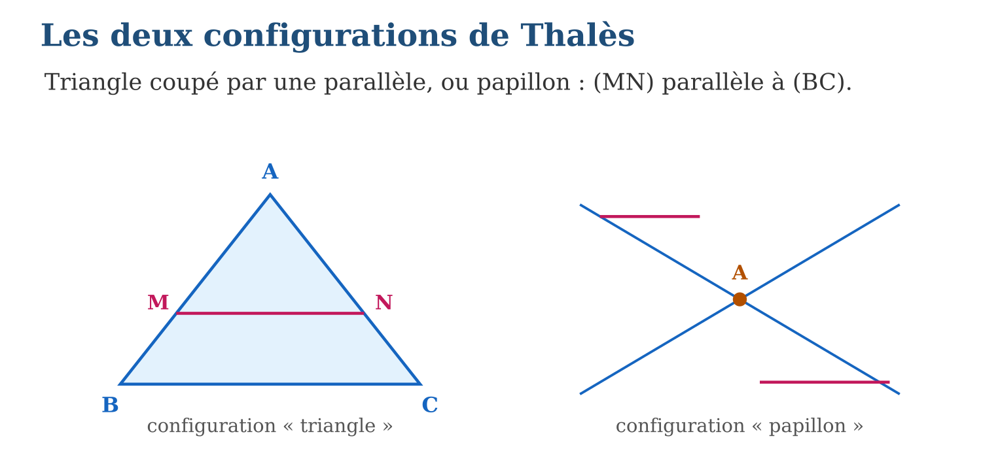 Les deux configurations de Thalès
Triangle coupé par une parallèle, ou papillon : (MN) parallèle à (BC).
A
A
M
N
B
C
configuration « triangle »
configuration « papillon »